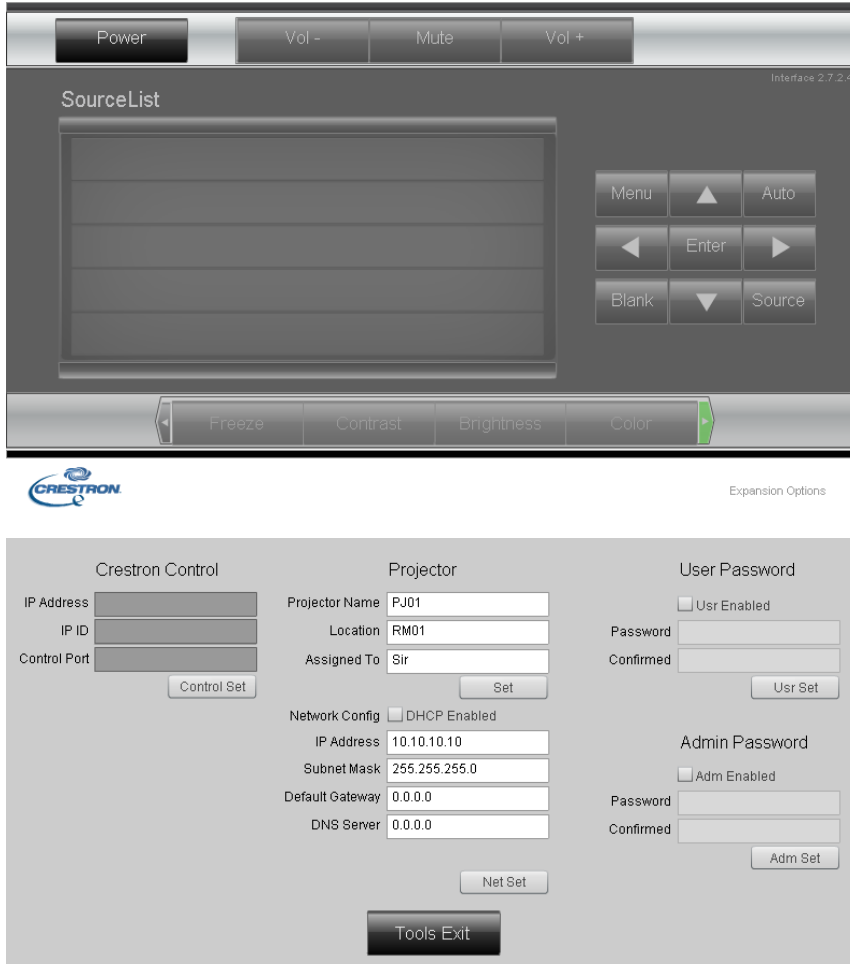 Power
Vol -
Mute
Vol +
Interface 2.7.2.4
SourceList
Menu
Auto
Enter
Blank
Source
Freeze
Contrast
Brightness
Color
CRESTRON
Expansion Options
Crestron Control
IP Address
IP ID
Control Port
Control Set
Projector
Projector Name PJ01
Location RM01
Assigned To Sir
Set
Network Config DHCP Enabled
IP Address 10.10.10.10
Subnet Mask 255.255.255.0
Default Gateway 0.0.0.0
DNS Server 0.0.0.0
Net Set
User Password
Usr Enabled
Password
Confirmed
Usr Set
Admin Password
Adm Enabled
Password
Confirmed
Adm Set
Tools Exit